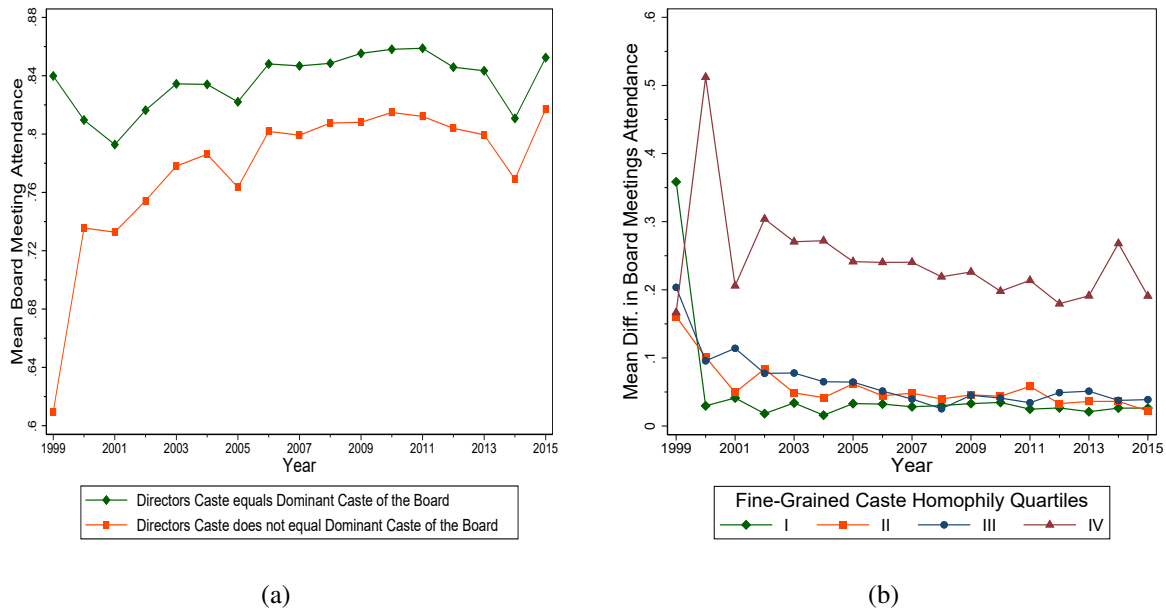 .88
.84
.8
.76
.72
.68
.64
.6
Mean Board Meeting Attendance
1999 2001 2003 2005 2007 2009 2011 2013 2015
Year
Directors Caste equals Dominant Caste of the Board
Directors Caste does not equal Dominant Caste of the Board
(a)
.6
.5
.4
.3
.2
.1
0
Mean Diff. in Board Meetings Attendance
1999 2001 2003 2005 2007 2009 2011 2013 2015
Year
Fine-Grained Caste Homophily Quartiles
I II III IV
(b)